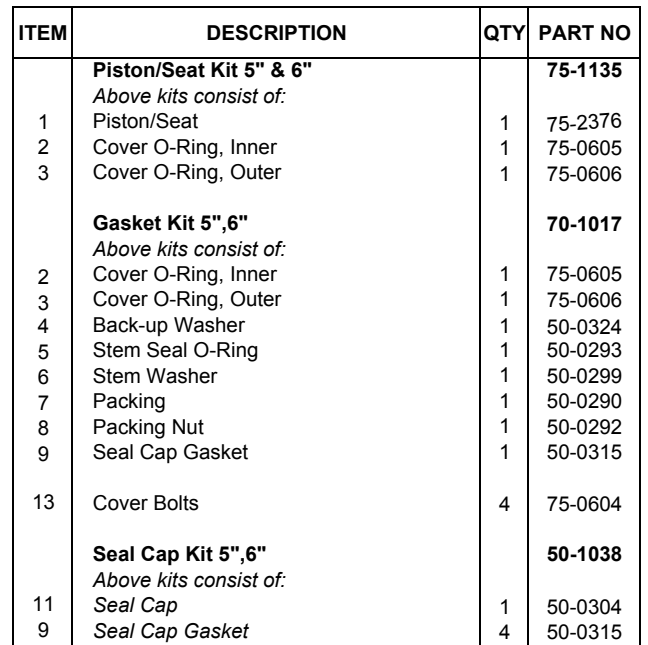 ITEM DESCRIPTION QTY PART NO
Piston/Seat Kit 5" & 6" 75-1135
Above kits consist of:
1 Piston/Seat 1 75-2376
2 Cover O-Ring, Inner 1 75-0605
3 Cover O-Ring, Outer 1 75-0606
Gasket Kit 5",6" 70-1017
Above kits consist of:
2 Cover O-Ring, Inner 1 75-0605
3 Cover O-Ring, Outer 1 75-0606
4 Back-up Washer 1 50-0324
5 Stem Seal O-Ring 1 50-0293
6 Stem Washer 1 50-0299
7 Packing 1 50-0290
8 Packing Nut 1 50-0292
9 Seal Cap Gasket 1 50-0315
13 Cover Bolts 4 75-0604
Seal Cap Kit 5",6" 50-1038
Above kits consist of:
11 Seal Cap 1 50-0304
9 Seal Cap Gasket 4 50-0315